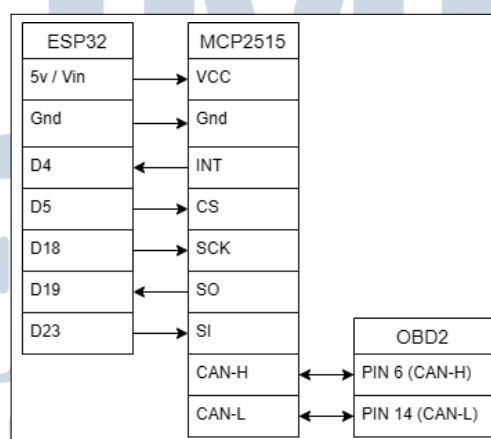 ESP32
5v / Vin
Gnd
D4
D5
D18
D19
D23
MCP2515
VCC
Gnd
INT
CS
SCK
SO
SI
CAN-H
CAN-L
OBD2
PIN 6 (CAN-H)
PIN 14 (CAN-L)